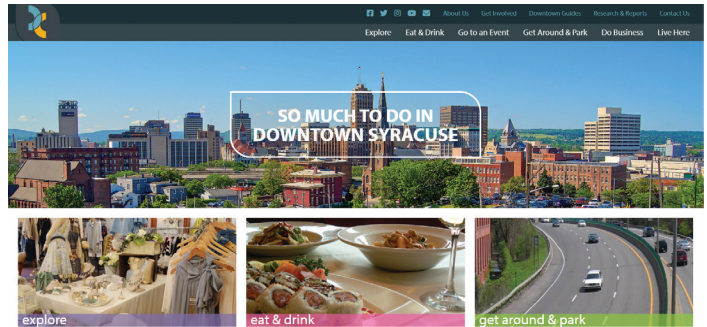 About Us Get Involved Downtown Guides Research & Reports Contact Us
Explore Eat & Drink Go to an Event Get Around & Park Do Business Live Here
SO MUCH TO DO IN
DOWNTOWN SYRACUSE
explore
eat & drink
get around & park